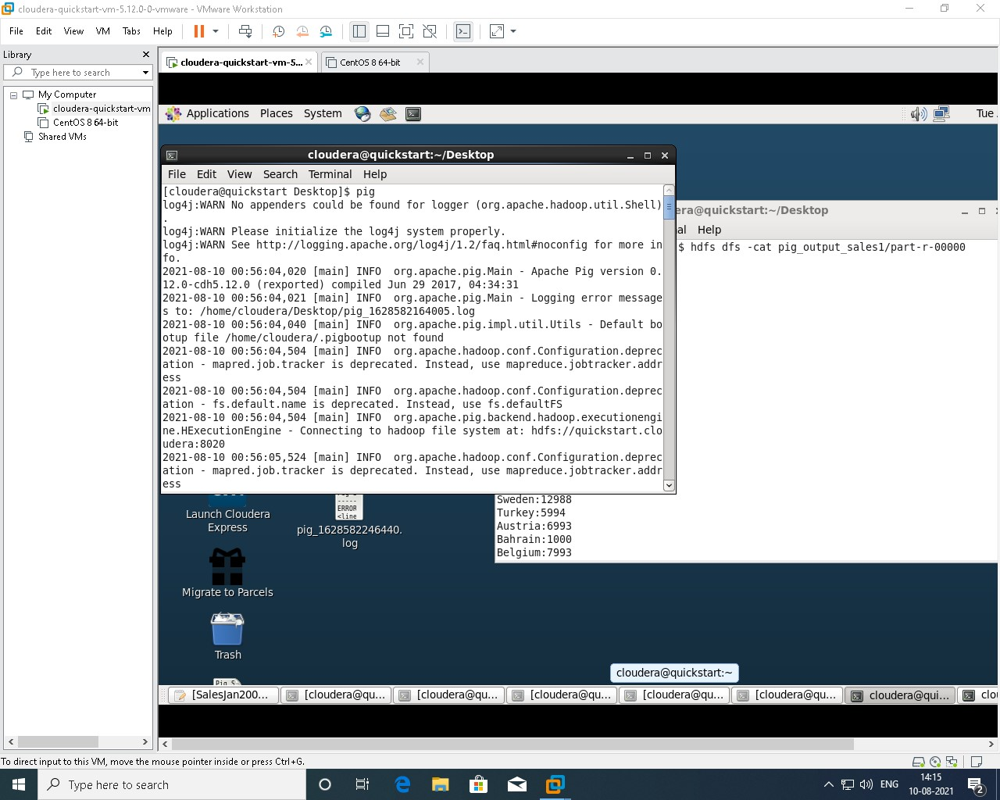 cloudera-quickstart-vm-5.12.0-0-vmware - VMware Workstation
File Edit View VM Tabs Help
Library
Type here to search
My Computer
cloudera-quickstart-vm
CentOS 8 64-bit
Shared VMs
cloudera-quickstart-vm-5...
CentOS 8 64-bit
Applications Places System
Tue
cloudera@quickstart:~/Desktop
File Edit View Search Terminal Help
[cloudera@quickstart Desktop]$ pig
log4j:WARN No appenders could be found for logger (org.apache.hadoop.util.Shell)
.
log4j:WARN Please initialize the log4j system properly.
log4j:WARN See http://logging.apache.org/log4j/1.2/faq.html#noconfig for more in
fo.
2021-08-10 00:56:04,020 [main] INFO  org.apache.pig.Main - Apache Pig version 0.
12.0-cdh5.12.0 (rexported) compiled Jun 29 2017, 04:34:31
2021-08-10 00:56:04,021 [main] INFO  org.apache.pig.Main - Logging error message
s to: /home/cloudera/Desktop/pig_1628582164005.log
2021-08-10 00:56:04,040 [main] INFO  org.apache.pig.impl.util.Utils - Default bo
otup file /home/cloudera/.pigbootup not found
2021-08-10 00:56:04,504 [main] INFO  org.apache.hadoop.conf.Configuration.deprec
ation - mapred.job.tracker is deprecated. Instead, use mapreduce.jobtracker.addr
ess
2021-08-10 00:56:04,504 [main] INFO  org.apache.hadoop.conf.Configuration.deprec
ation - fs.default.name is deprecated. Instead, use fs.defaultFS
2021-08-10 00:56:04,504 [main] INFO  org.apache.pig.backend.hadoop.executionengi
ne.HExecutionEngine - Connecting to hadoop file system at: hdfs://quickstart.clo
udera:8020
2021-08-10 00:56:05,524 [main] INFO  org.apache.hadoop.conf.Configuration.deprec
ation - mapred.job.tracker is deprecated. Instead, use mapreduce.jobtracker.addr
ess
era@quickstart:~/Desktop
al Help
$ hdfs dfs -cat pig_output_sales1/part-r-00000
Sweden:12988
Turkey:5994
Austria:6993
Bahrain:1000
Belgium:7993
Launch Cloudera
Express
-----
ERROR
<line
pig_1628582246440.
log
Migrate to Parcels
Trash
cloudera@quickstart:~
[SalesJan200... [cloudera@qu... [cloudera@qu... [cloudera@qu... [cloudera@qu... [cloudera@qu... cloudera@qui... clo
To direct input to this VM, move the mouse pointer inside or press Ctrl+G.
Type here to search
ENG
14:15
10-08-2021
2